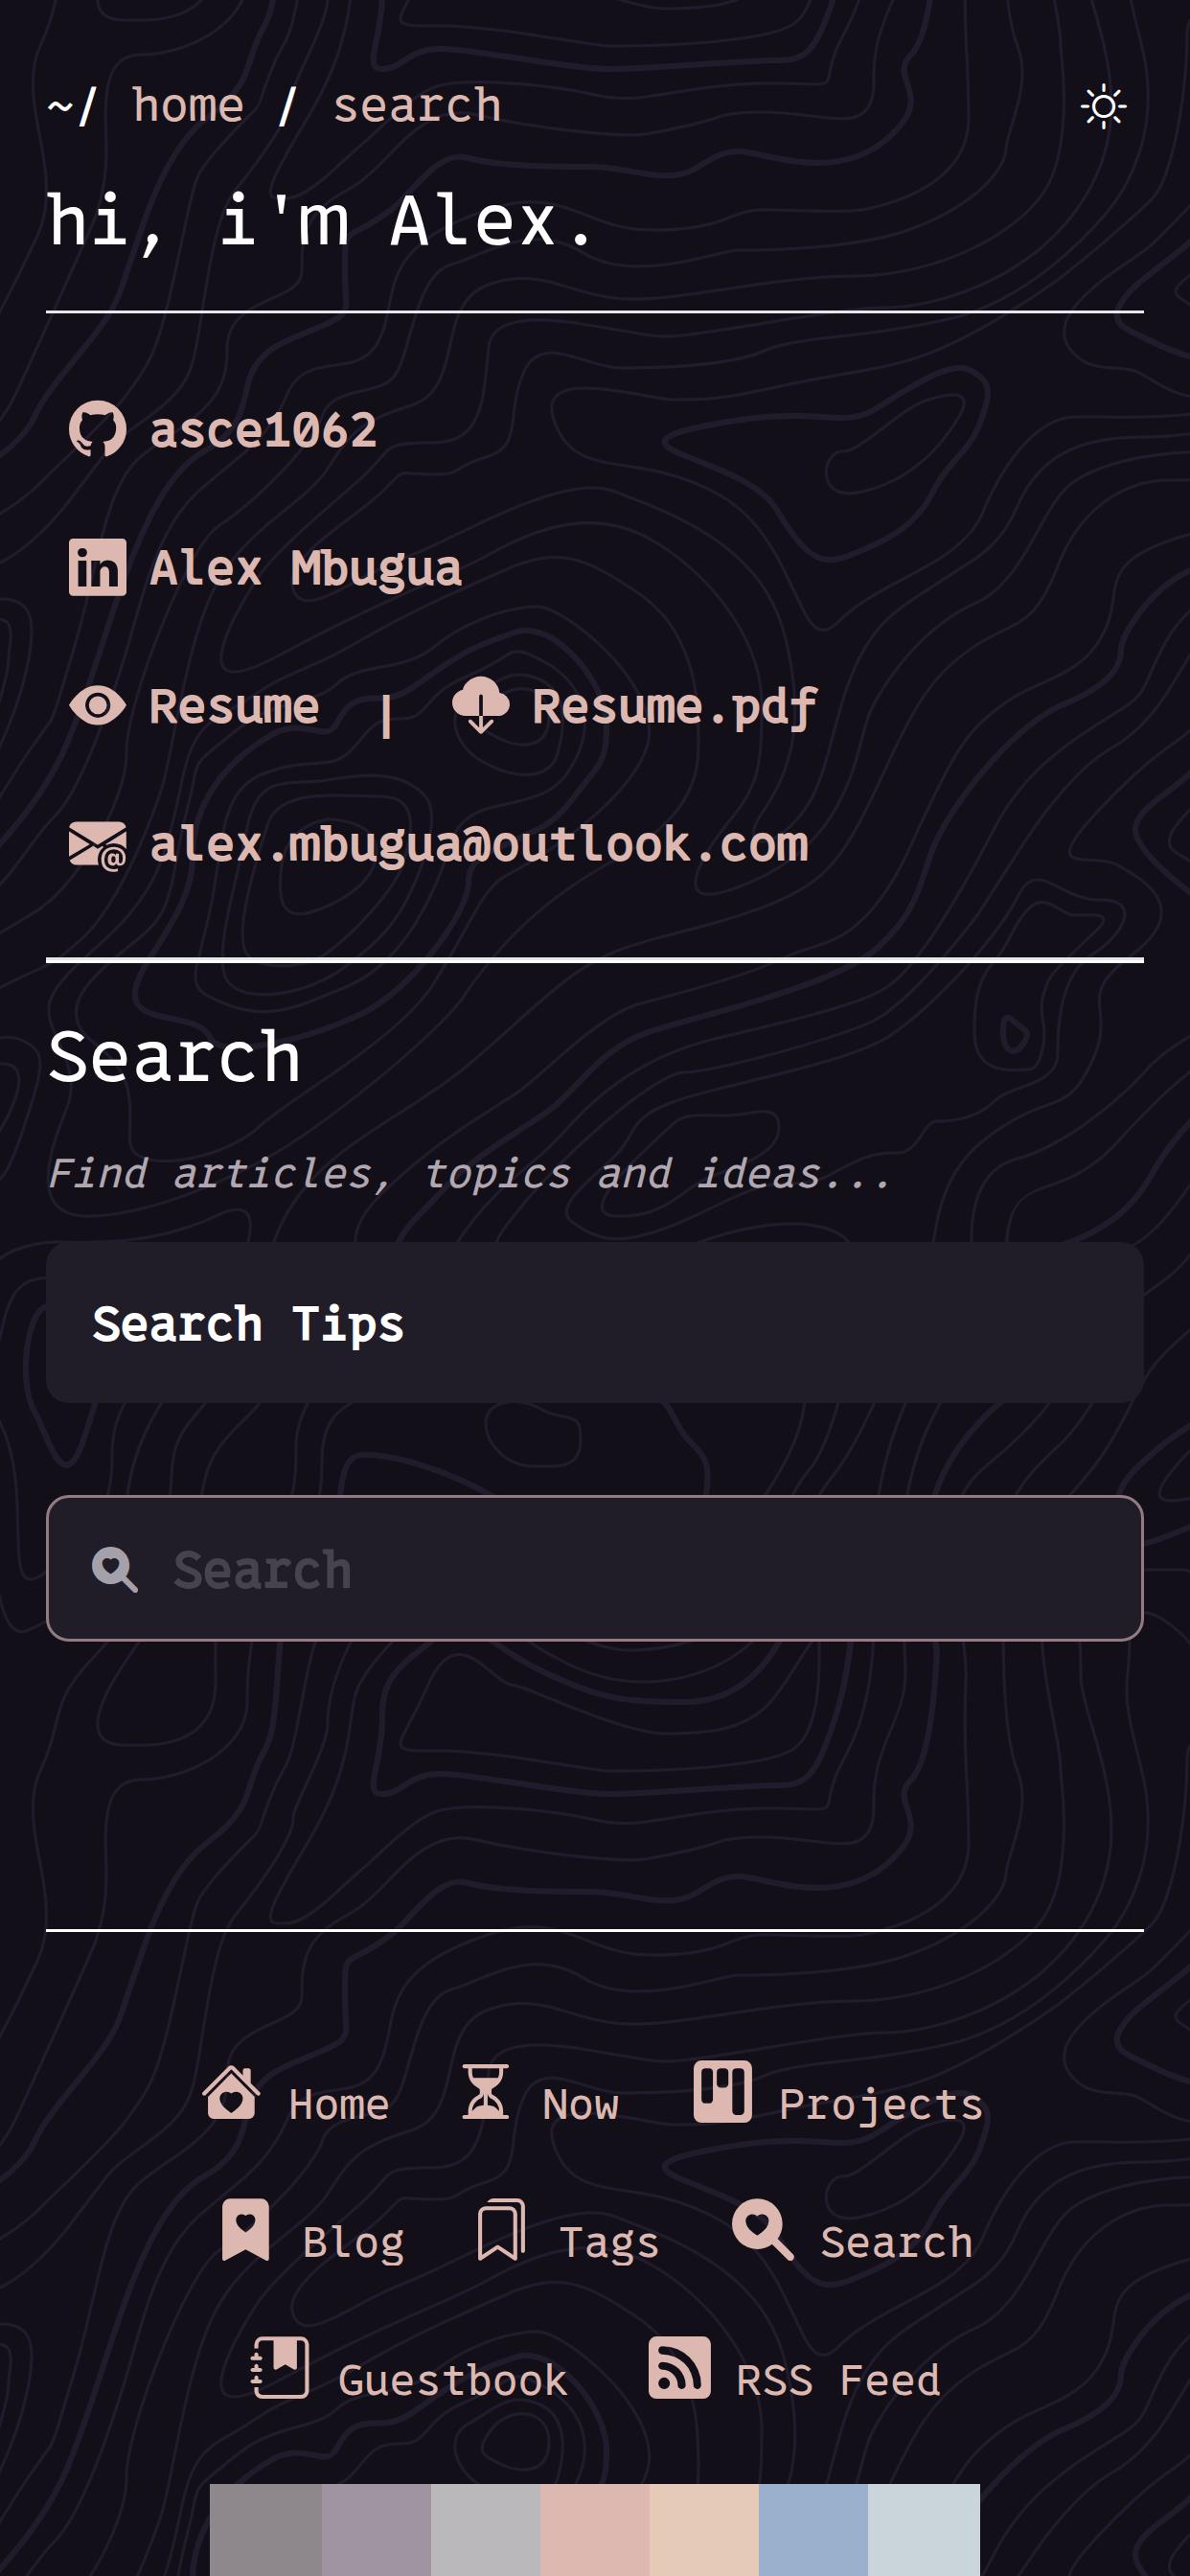 ~/ home / search
hi, i'm Alex.
asce1062
Alex Mbugua
Resume | Resume.pdf
alex.mbugua@outlook.com
Search
Find articles, topics and ideas...
Search Tips
Search
Home Now Projects
Blog Tags Search
Guestbook RSS Feed